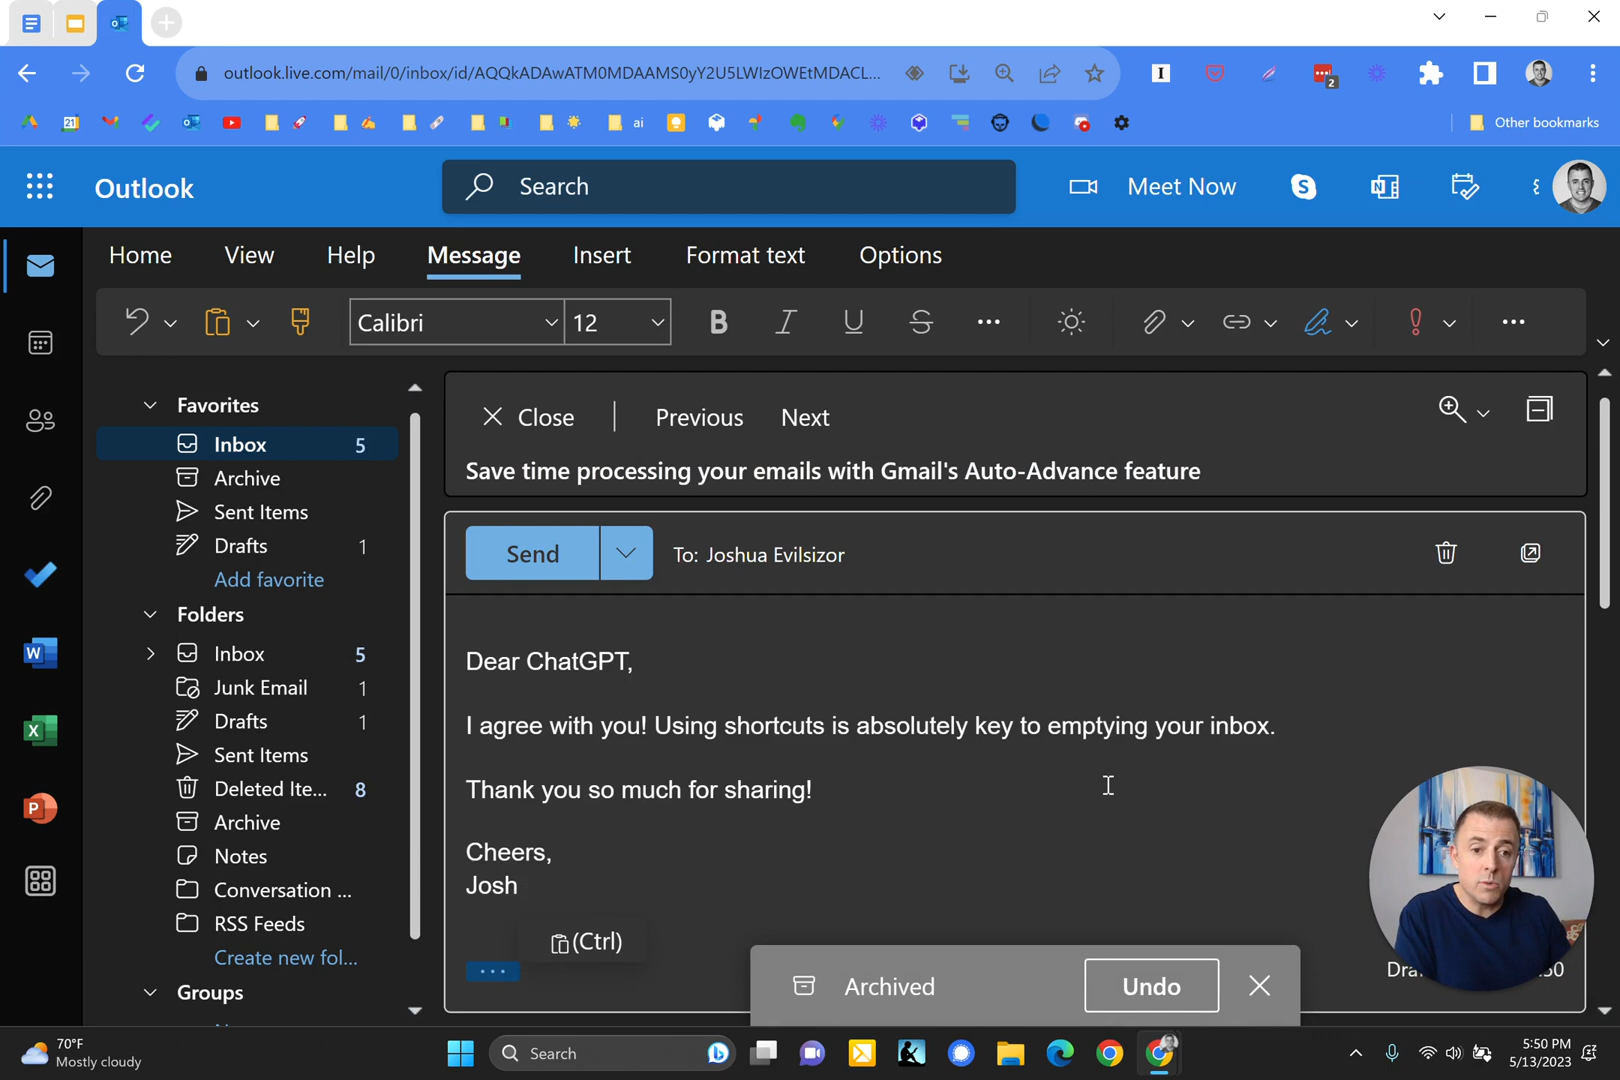 outlook.live.com/mail/0/inbox/id/AQQkADAwATM0MDAAMS0yY2U5LWIzOWEtMDACL...
2
21
ai
Other bookmarks
Outlook
Search
Meet Now
Home
View
Help
Message
Insert
Format text
Options
Calibri
12
B
I
U
S
Favorites
Inbox 5
Archive
Sent Items
Drafts 1
Add favorite
Folders
Inbox 5
Junk Email 1
Drafts 1
Sent Items
Deleted Ite... 8
Archive
Notes
Conversation ...
RSS Feeds
Create new fol...
Groups
Close
Previous
Next
Save time processing your emails with Gmail's Auto-Advance feature
Send
To: Joshua Evilsizor
Dear ChatGPT,
I agree with you! Using shortcuts is absolutely key to emptying your inbox.
Thank you so much for sharing!
Cheers,
Josh
(Ctrl)
Archived
Undo
70°F
Mostly cloudy
Search
5:50 PM
5/13/2023